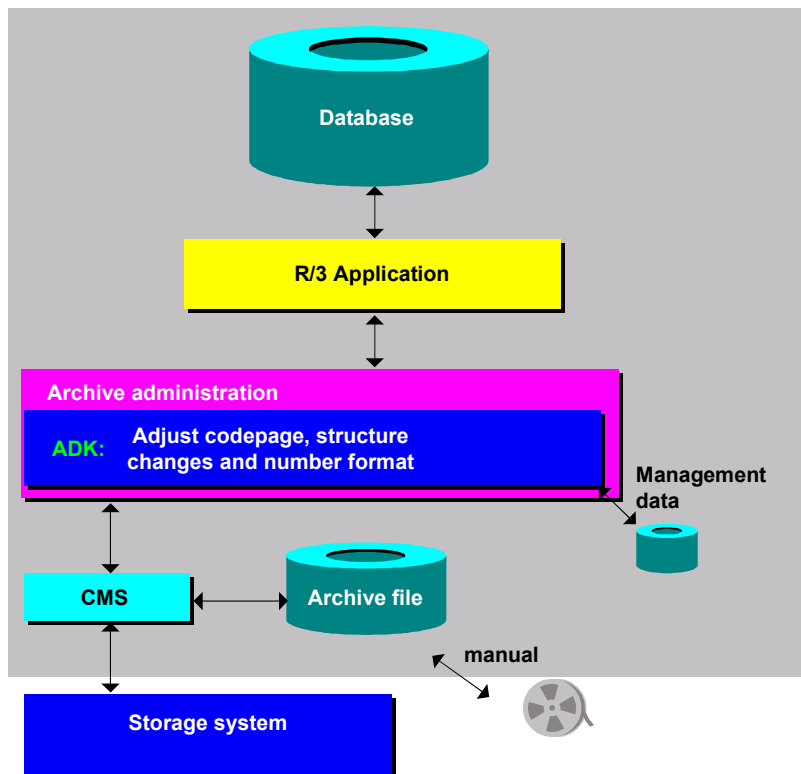 Database
R/3 Application
Archive administration
ADK: Adjust codepage, structure
changes and number format
Management
data
CMS
Archive file
manual
Storage system